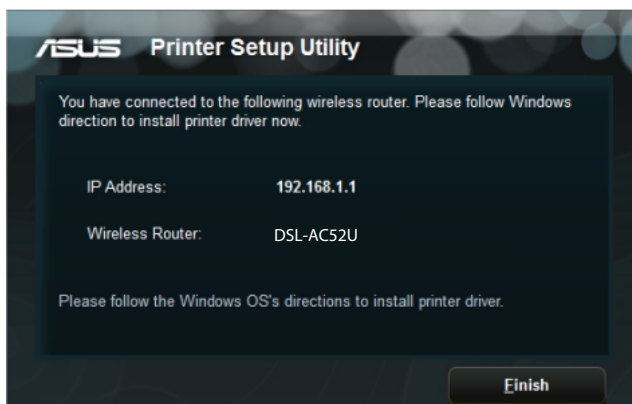 ASUS Printer Setup Utility
You have connected to the following wireless router. Please follow Windows
direction to install printer driver now.
IP Address: 192.168.1.1
Wireless Router: DSL-AC52U
Please follow the Windows OS's directions to install printer driver.
Finish